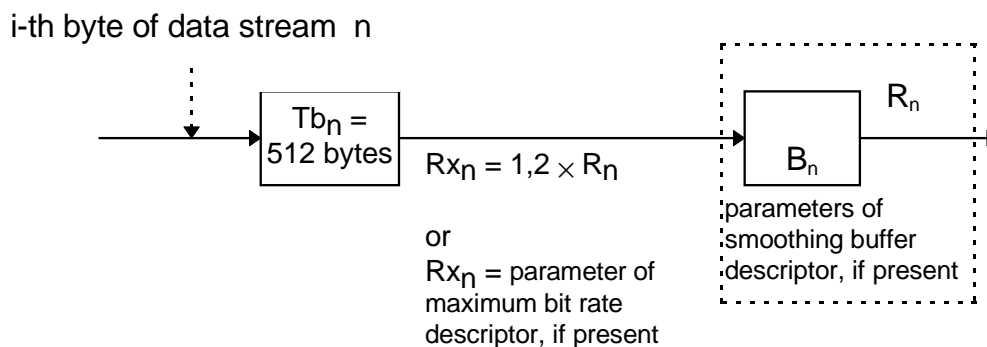 i-th byte of data stream n
Tbn =
512 bytes
Rxn = 1,2 × Rn
or
Rxn = parameter of
maximum bit rate
descriptor, if present
Rn
Bn
parameters of
smoothing buffer
descriptor, if present